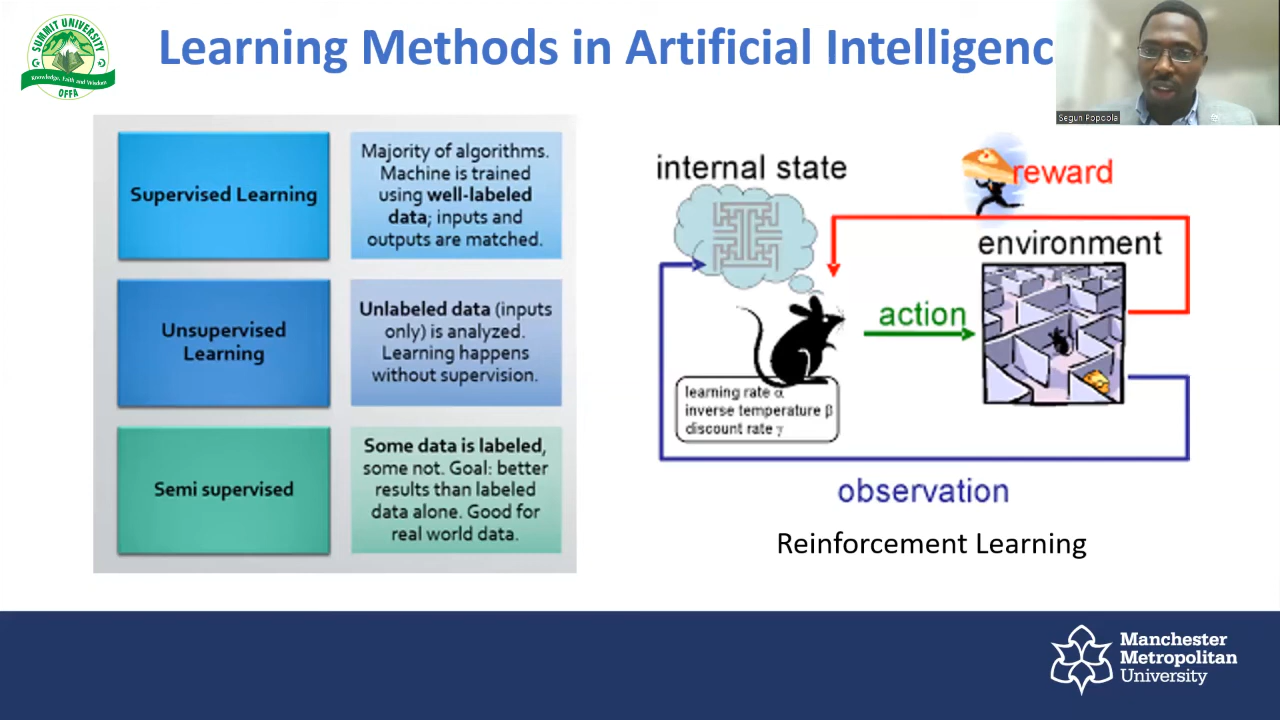 SUMMIT UNIVERSITY
Knowledge, Faith and Wisdom
OFFA
Learning Methods in Artificial Intelligenc
Segun Popoola
Supervised Learning
Majority of algorithms.
Machine is trained
using well-labeled
data; inputs and
outputs are matched.
Unsupervised
Learning
Unlabeled data (inputs
only) is analyzed.
Learning happens
without supervision.
Semi supervised
Some data is labeled,
some not. Goal: better
results than labeled
data alone. Good for
real world data.
internal state
reward
environment
action
learning rate α
inverse temperature β
discount rate γ
observation
Reinforcement Learning
Manchester
Metropolitan
University